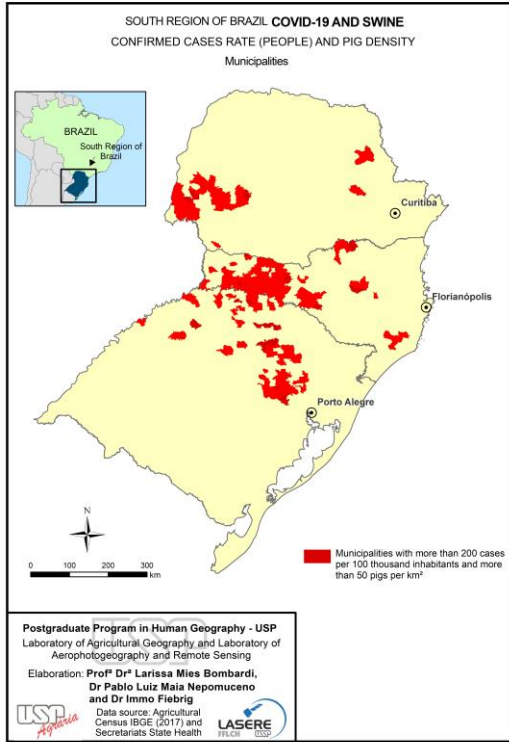 SOUTH REGION OF BRAZIL COVID-19 AND SWINE
CONFIRMED CASES RATE (PEOPLE) AND PIG DENSITY
Municipalities
BRAZIL
South Region of
Brazil
Curitiba
Florianópolis
Porto Alegre
N
0 100 200 300
km
Municipalities with more than 200 cases
per 100 thousand inhabitants and more
than 50 pigs per km²
USP
Postgraduate Program in Human Geography - USP
Laboratory of Agricultural Geography and Laboratory of
Aerophotogeography and Remote Sensing
Elaboration: Profª Drª Larissa Mies Bombardi,
Dr Pablo Luiz Maia Nepomuceno
and Dr Immo Fiebrig
Data source: Agricultural
Census IBGE (2017) and
Secretariats State Health
USP
Agrária
LASERE
FFLCH USP